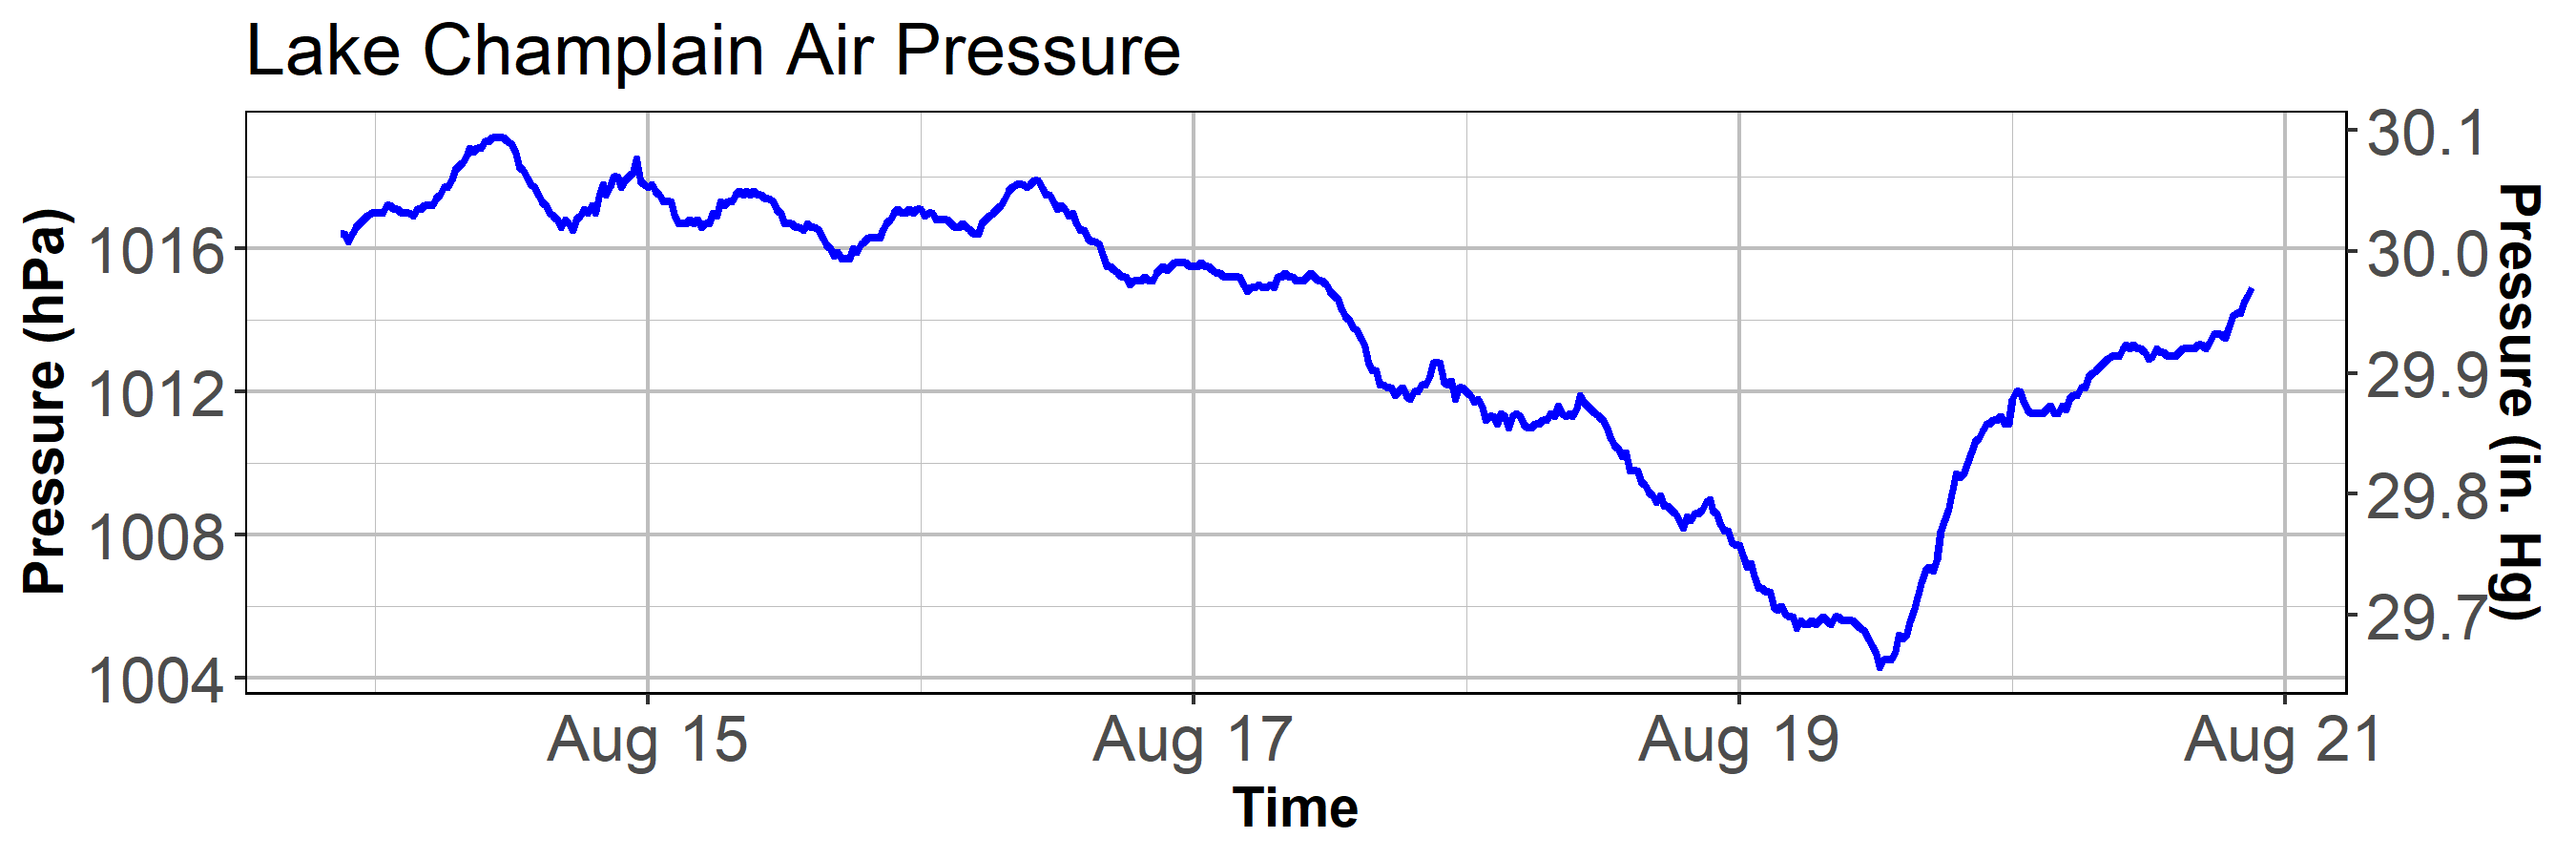 Lake Champlain Air Pressure
Pressure (hPa)
1016
1012
1008
1004
30.1
30.0
29.9
29.8
29.7
Pressure (in. Hg)
Aug 15
Aug 17
Aug 19
Aug 21
Time